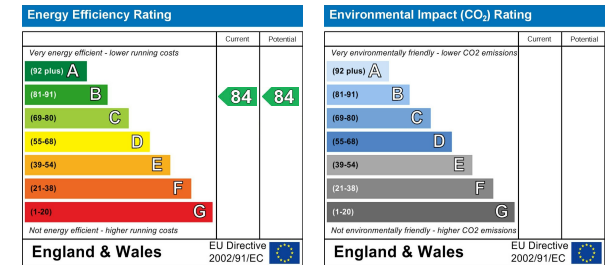 Energy Efficiency Rating
Current Potential
Very energy efficient - lower running costs
(92 plus) A
(81-91) B 84 84
(69-80) C
(55-68) D
(39-54) E
(21-38) F
(1-20) G
Not energy efficient - higher running costs
England & Wales
EU Directive
2002/91/EC
Environmental Impact (CO₂) Rating
Current Potential
Very environmentally friendly - lower CO2 emissions
(92 plus) A
(81-91) B
(69-80) C
(55-68) D
(39-54) E
(21-38) F
(1-20) G
Not environmentally friendly - higher CO2 emissions
England & Wales
EU Directive
2002/91/EC